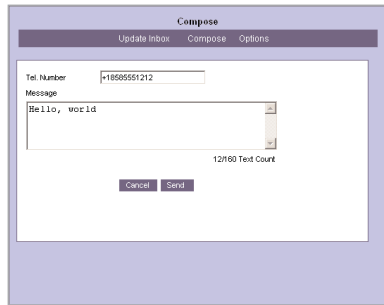 Compose
Update Inbox Compose Options
Tel. Number +18585551212
Message
Hello, world
12/160 Text Count
Cancel Send